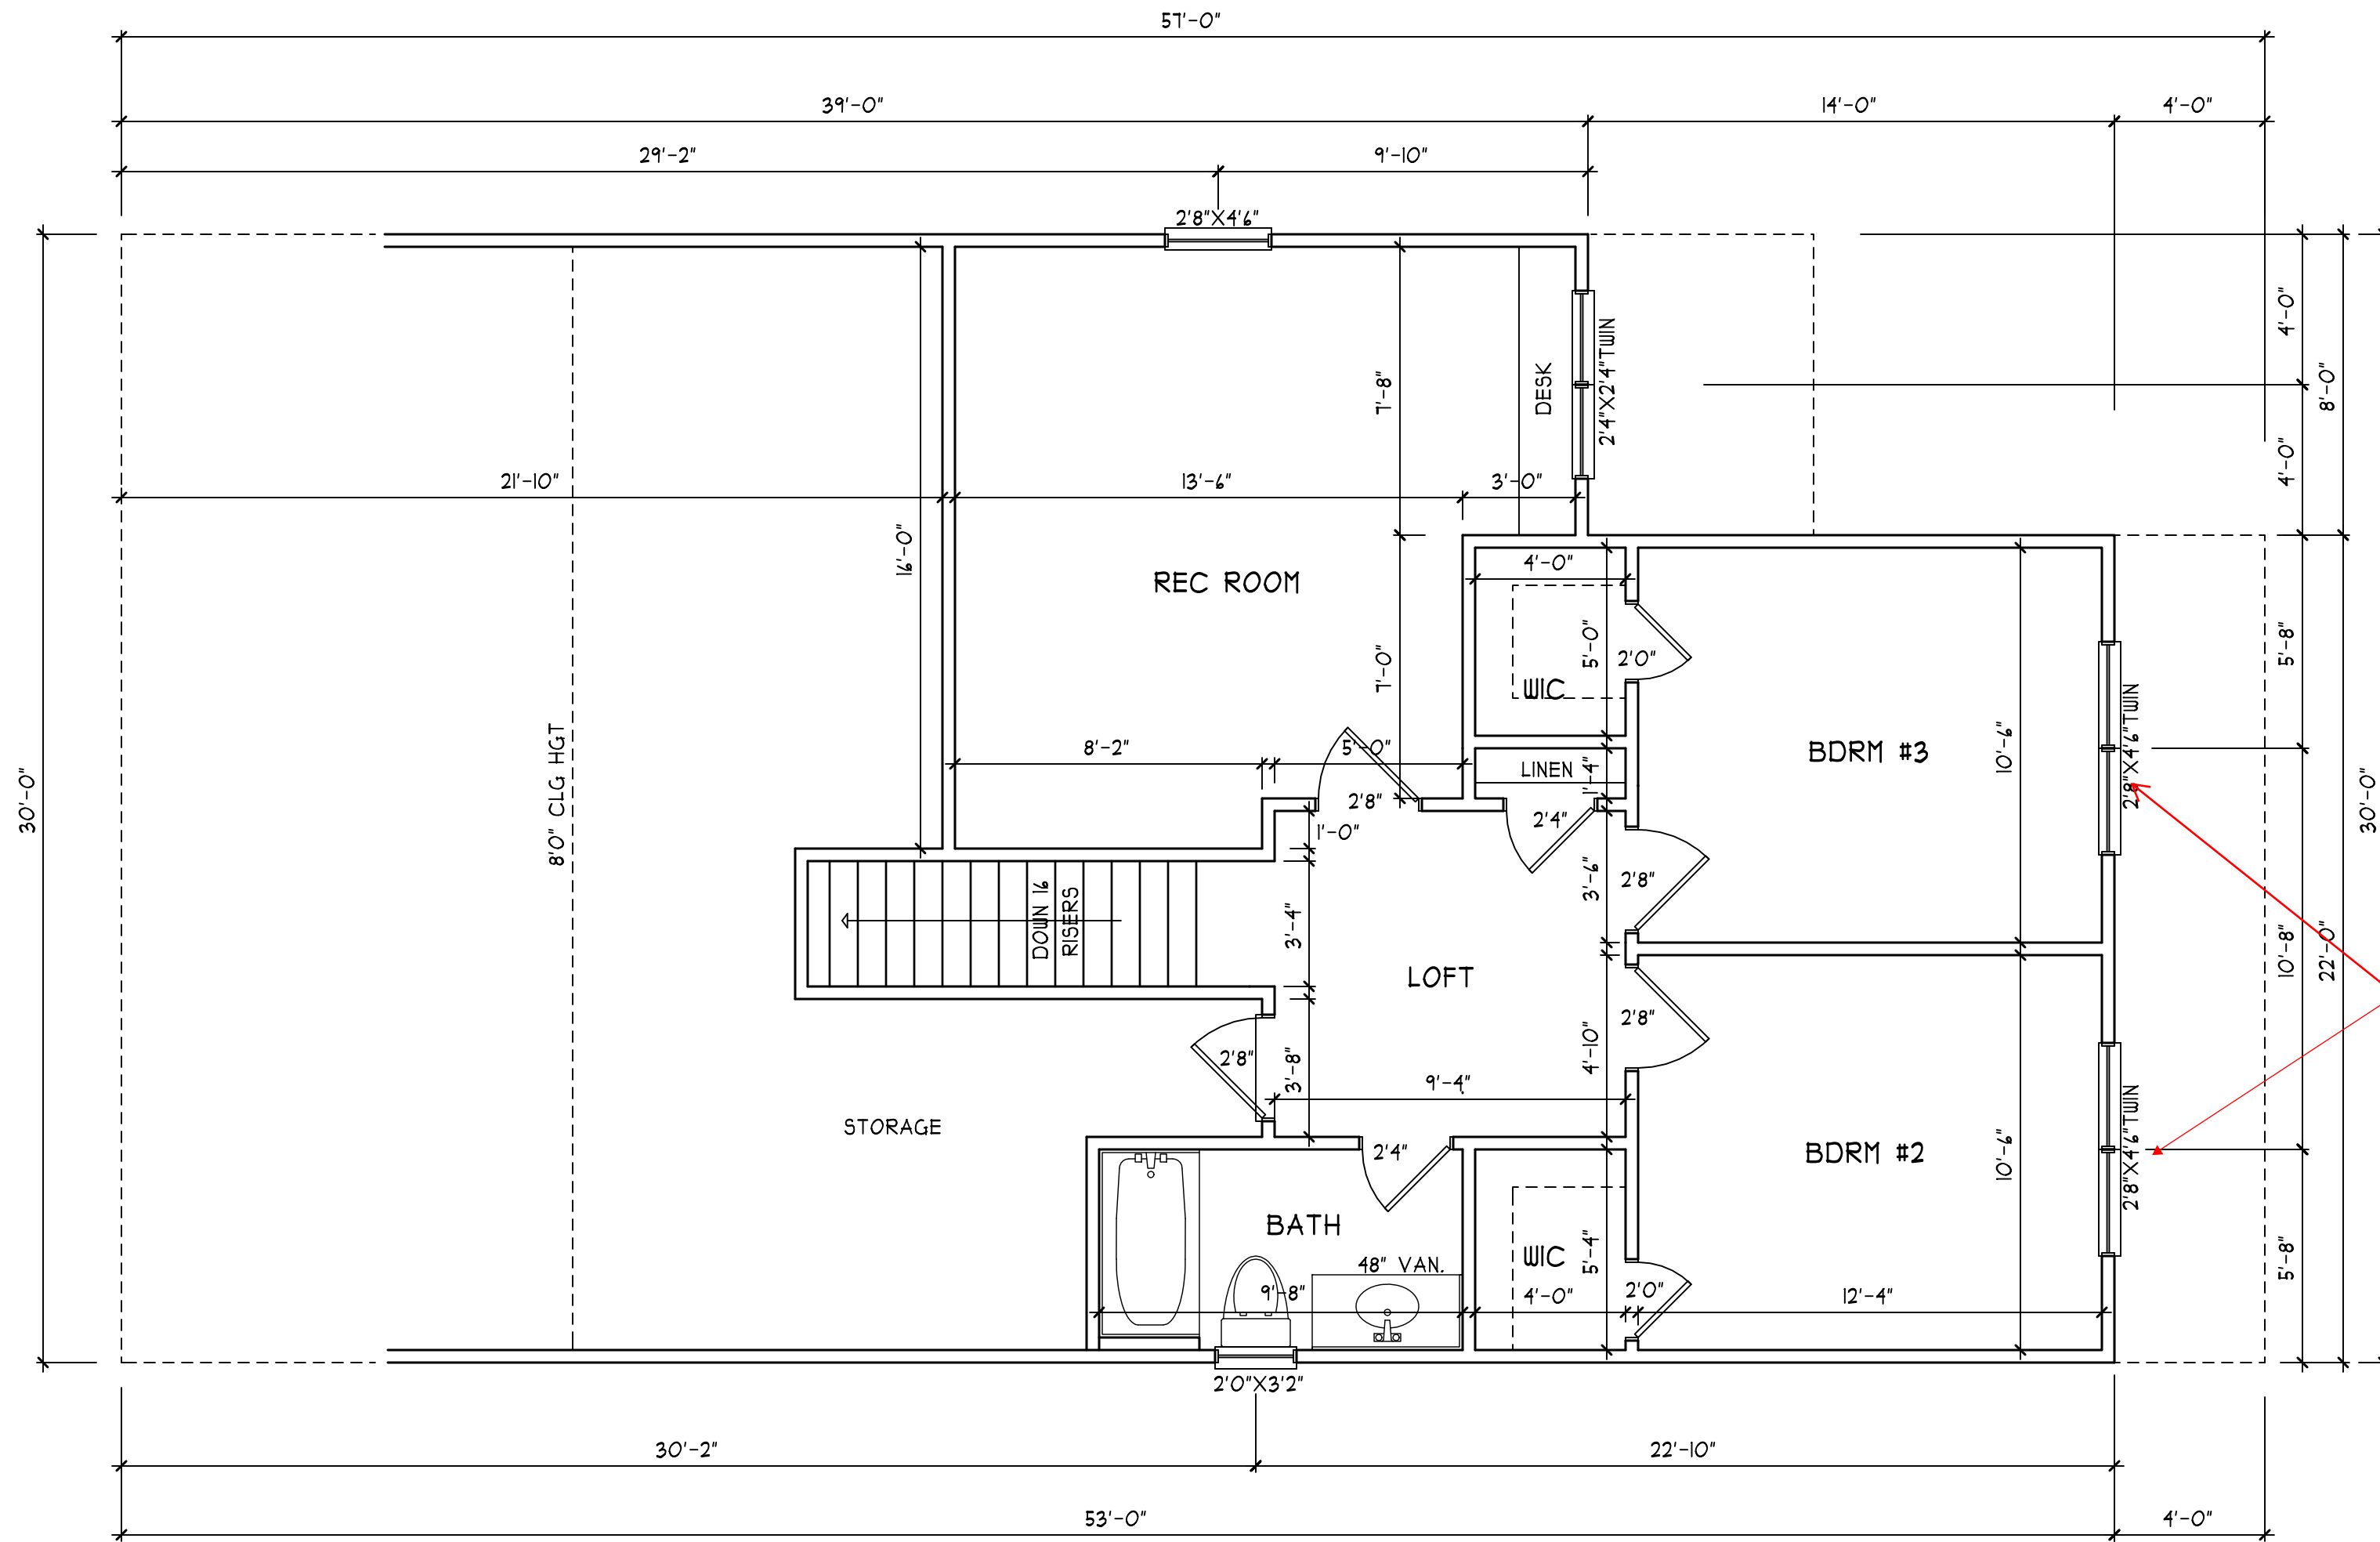 57'-0"
39'-0"
14'-0"
4'-0"
29'-2"
9'-10"
2'8"X4'6"
4'-0"
8'-0"
4'-0"
2'4"X2'4"TWIN
DESK
7'-8"
21'-10"
13'-6"
3'-0"
16'-0"
REC ROOM
4'-0"
5'-0"
2'0"
WIC
7'-0"
5'-8"
8'-2"
5'-0"
LINEN
1'-4"
BDRM #3
10'-6"
2'8"X4'6"TWIN
30'-0"
8'0" CLG HGT
2'8"
1'-0"
2'4"
30'-0"
3'-6"
2'8"
DOWN 16
RISERS
3'-4"
LOFT
10'-8"
22'-0"
2'8"
4'-10"
2'8"
3'-8"
9'-4"
STORAGE
2'4"
BDRM #2
10'-6"
2'8"X4'6"TWIN
BATH
48" VAN.
WIC
5'-4"
5'-8"
9'-8"
4'-0"
2'0"
12'-4"
2'0"X3'2"
30'-2"
22'-10"
53'-0"
4'-0"